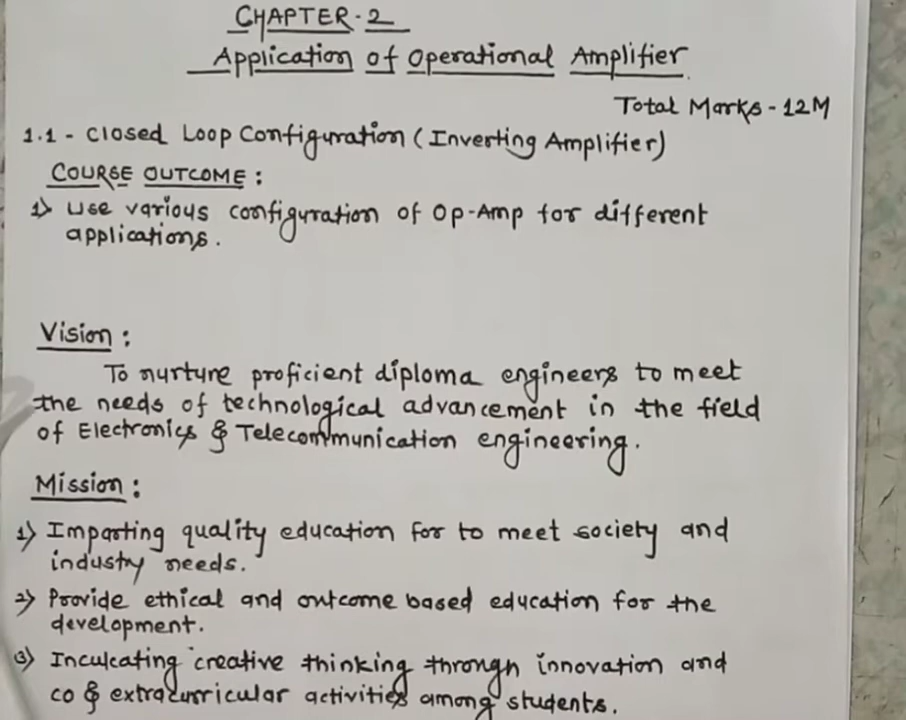 CHAPTER-2
Application of Operational Amplifier
Total Marks - 12M
1.1 - Closed Loop Configuration (Inverting Amplifier)
COURSE OUTCOME :
1) Use various configuration of Op-Amp for different
applications.
Vision :
To nurture proficient diploma engineers to meet
the needs of technological advancement in the field
of Electronics & Telecommunication engineering.
Mission :
1) Imparting quality education for to meet society and
industry needs.
2) Provide ethical and outcome based education for the
development.
3) Inculcating creative thinking through innovation and
co & extracurricular activities among students.